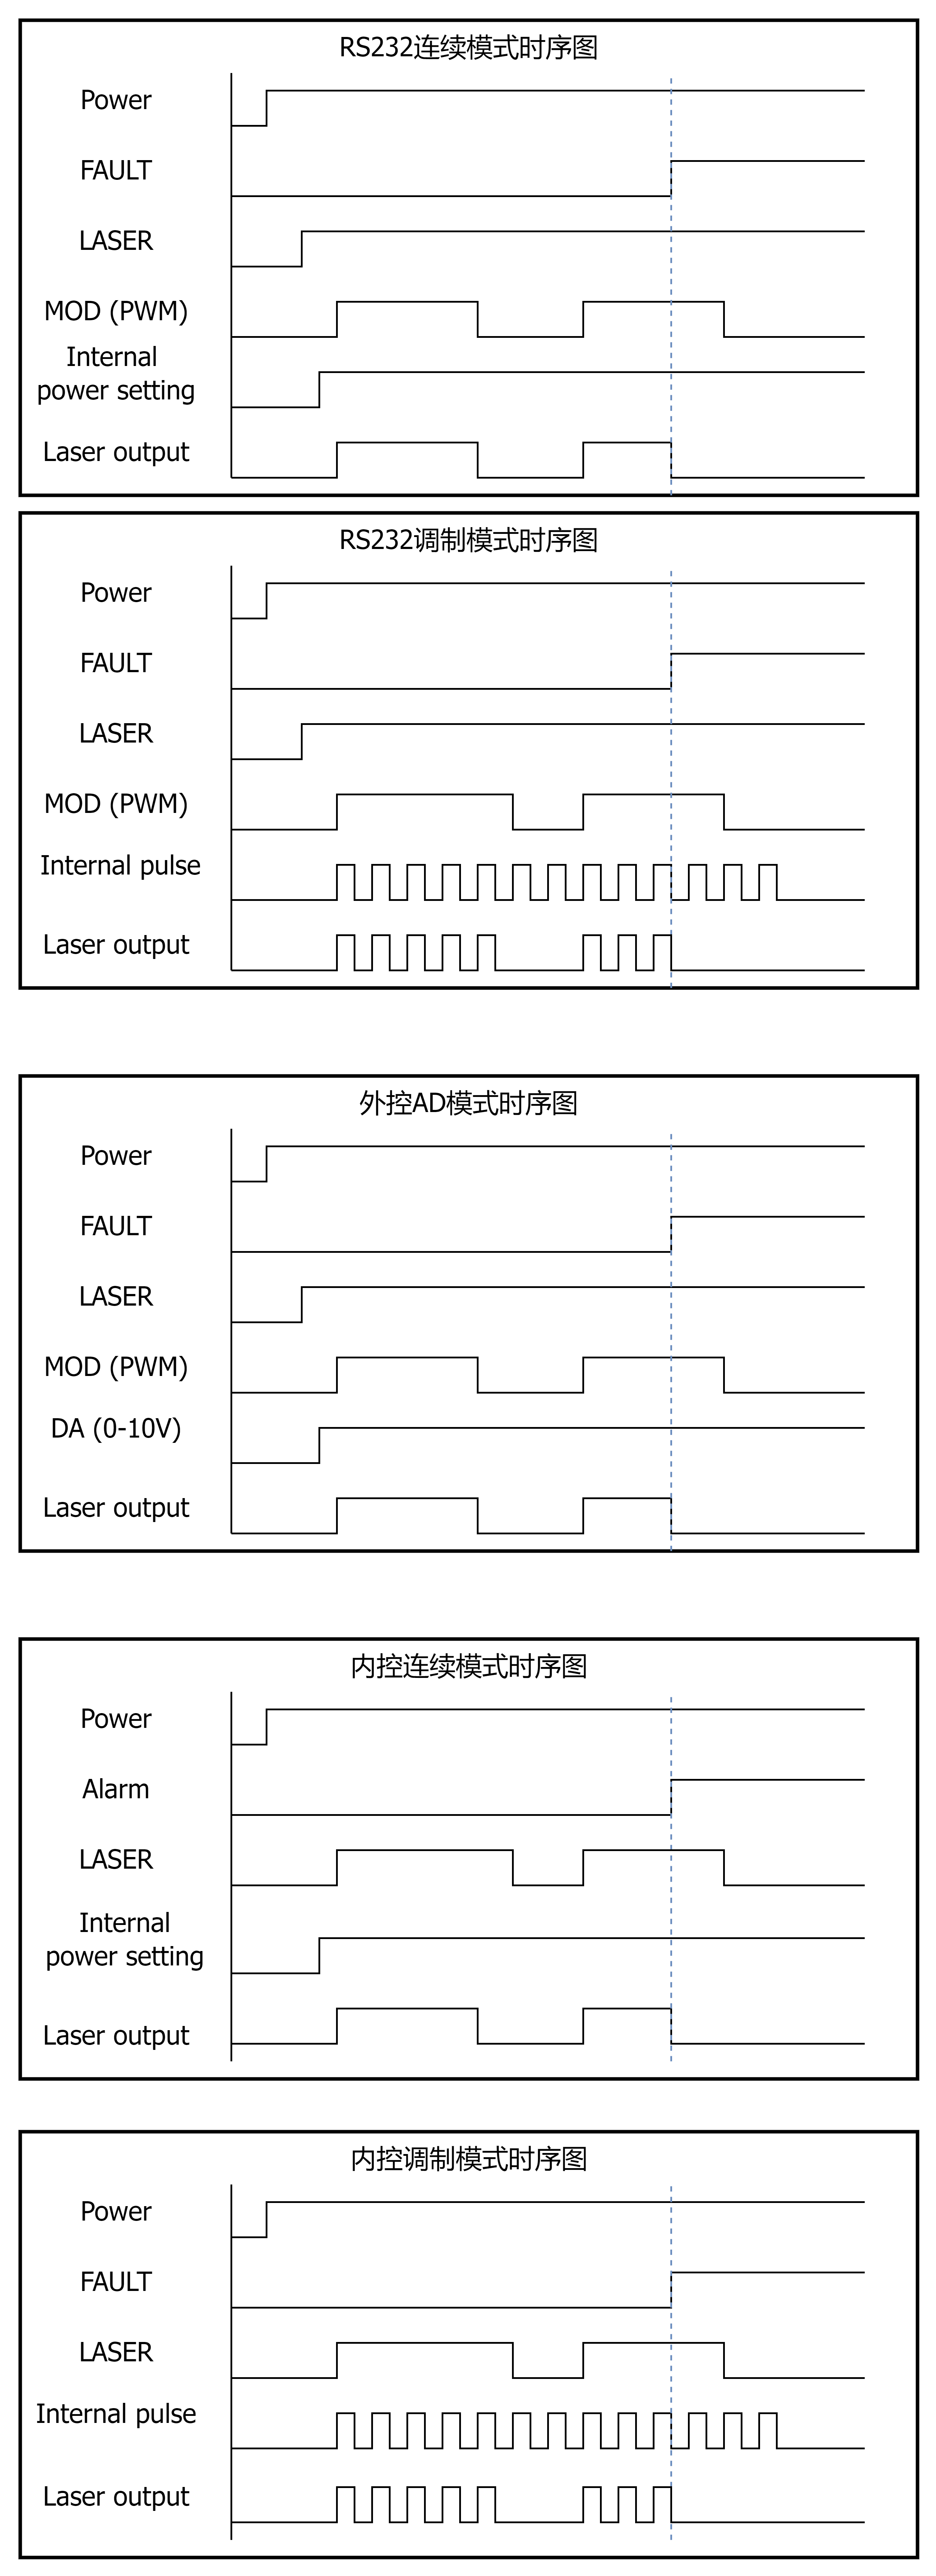 RS232连续模式时序图
Power
FAULT
LASER
MOD (PWM)
Internal
power setting
Laser output
RS232调制模式时序图
Power
FAULT
LASER
MOD (PWM)
Internal pulse
Laser output
外控AD模式时序图
Power
FAULT
LASER
MOD (PWM)
DA (0-10V)
Laser output
内控连续模式时序图
Power
Alarm
LASER
Internal
power setting
Laser output
内控调制模式时序图
Power
FAULT
LASER
Internal pulse
Laser output